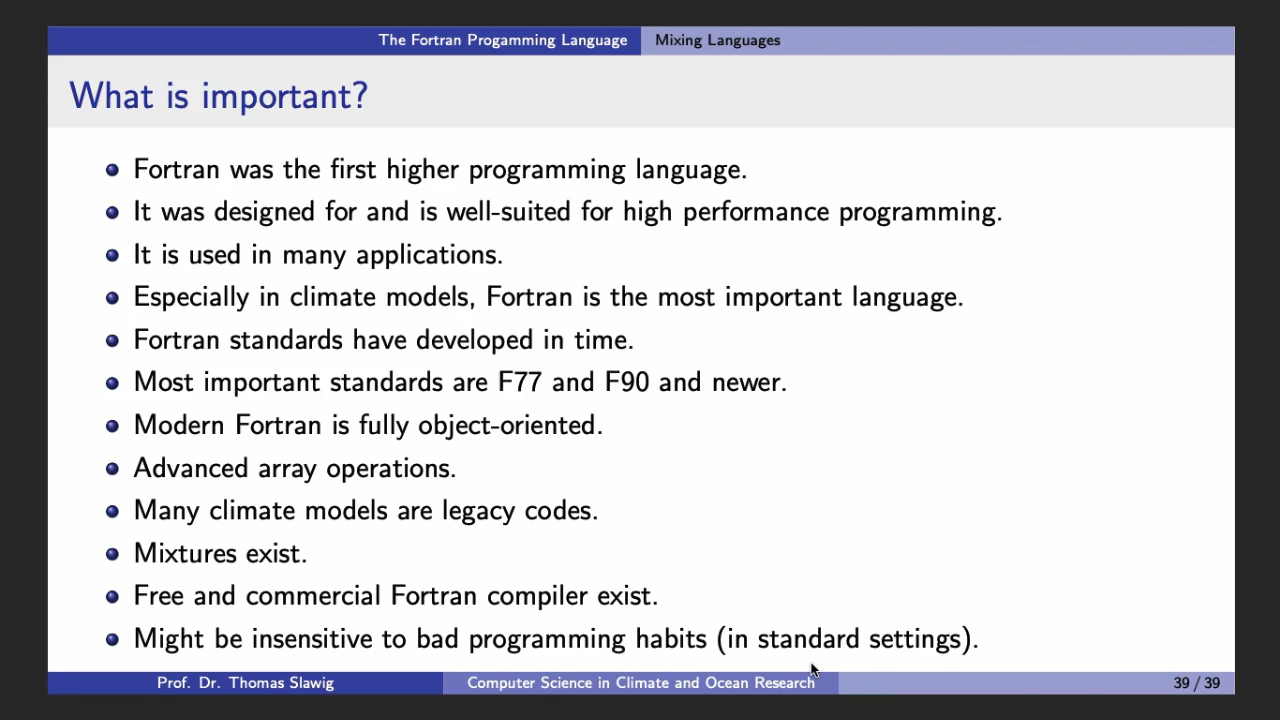 The Fortran Progamming Language Mixing Languages
What is important?
Fortran was the first higher programming language.
It was designed for and is well-suited for high performance programming.
It is used in many applications.
Especially in climate models, Fortran is the most important language.
Fortran standards have developed in time.
Most important standards are F77 and F90 and newer.
Modern Fortran is fully object-oriented.
Advanced array operations.
Many climate models are legacy codes.
Mixtures exist.
Free and commercial Fortran compiler exist.
Might be insensitive to bad programming habits (in standard settings).
Prof. Dr. Thomas Slawig Computer Science in Climate and Ocean Research 39 / 39